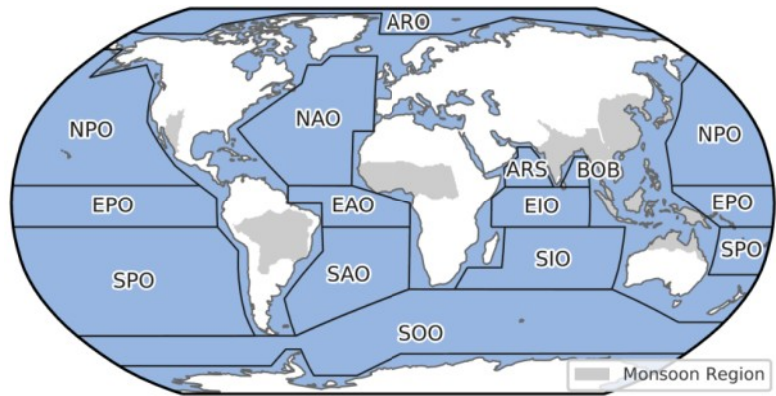 ARO
NPO
NAO
NPO
ARS
BOB
EPO
EAO
EIO
EPO
SPO
SAO
SIO
SPO
SOO
Monsoon Region